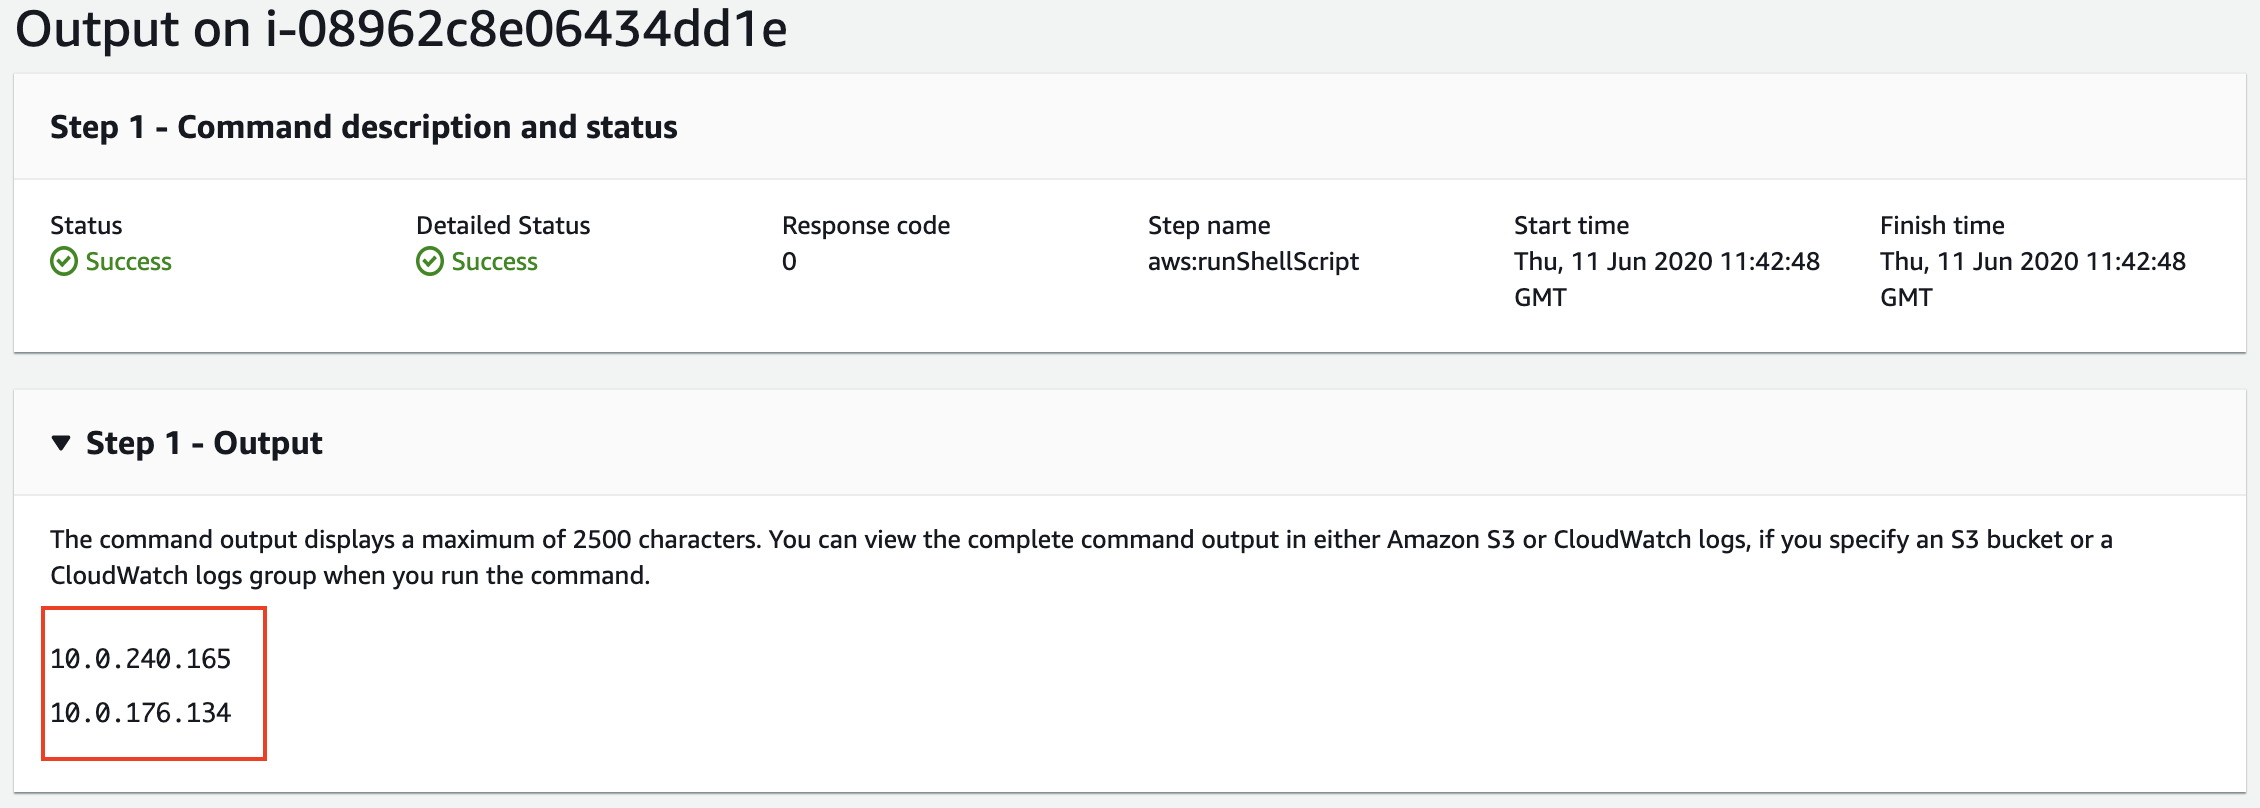 Output on i-08962c8e06434dd1e
Step 1 - Command description and status
Status
Success
Detailed Status
Success
Response code
0
Step name
aws:runShellScript
Start time
Thu, 11 Jun 2020 11:42:48
GMT
Finish time
Thu, 11 Jun 2020 11:42:48
GMT
Step 1 - Output
The command output displays a maximum of 2500 characters. You can view the complete command output in either Amazon S3 or CloudWatch logs, if you specify an S3 bucket or a
CloudWatch logs group when you run the command.
10.0.240.165
10.0.176.134